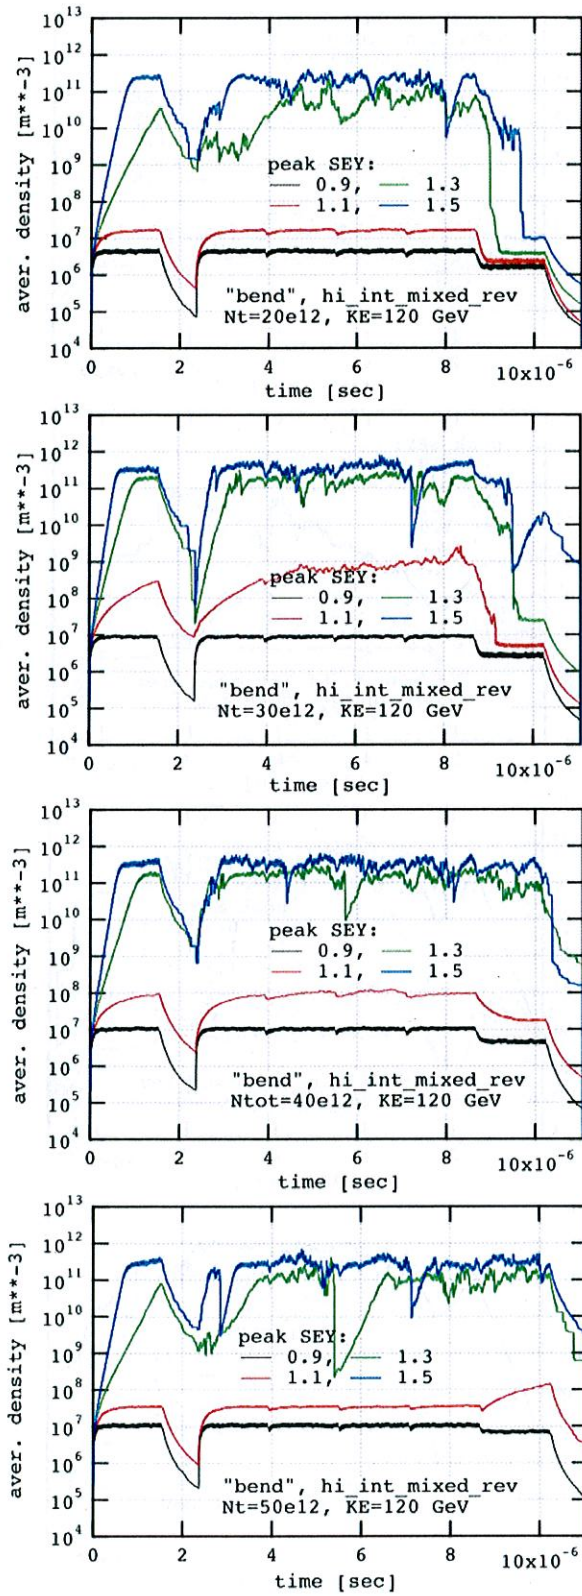 10^13
10^12
10^11
10^10
10^9
10^8
10^7
10^6
10^5
10^4
aver. density [m**-3]
peak SEY:
0.9, 1.3
1.1, 1.5
"bend", hi_int_mixed_rev
Nt=20e12, KE=120 GeV
0 2 4 6 8 10x10^-6
time [sec]
10^13
10^12
10^11
10^10
10^9
10^8
10^7
10^6
10^5
10^4
aver. density [m**-3]
peak SEY:
0.9, 1.3
1.1, 1.5
"bend", hi_int_mixed_rev
Nt=30e12, KE=120 GeV
0 2 4 6 8 10x10^-6
time [sec]
10^13
10^12
10^11
10^10
10^9
10^8
10^7
10^6
10^5
10^4
aver. density [m**-3]
peak SEY:
0.9, 1.3
1.1, 1.5
"bend", hi_int_mixed_rev
Ntot=40e12, KE=120 GeV
0 2 4 6 8 10x10^-6
time [sec]
10^13
10^12
10^11
10^10
10^9
10^8
10^7
10^6
10^5
10^4
aver. density [m**-3]
peak SEY:
0.9, 1.3
1.1, 1.5
"bend", hi_int_mixed_rev
Nt=50e12, KE=120 GeV
0 2 4 6 8 10x10^-6
time [sec]